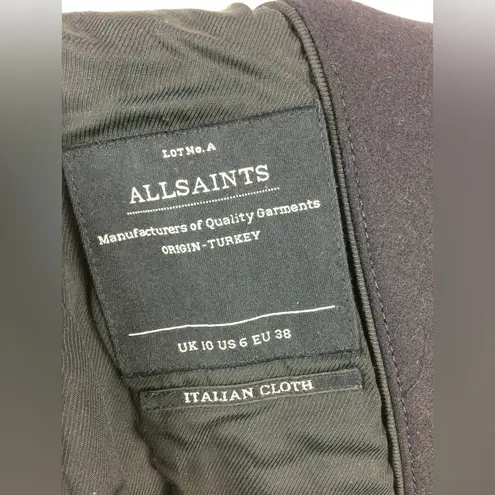 LOT No. A
ALLSAINTS
Manufacturers of Quality Garments
ORIGIN-TURKEY
UK 10 US 6 EU 38
ITALIAN CLOTH